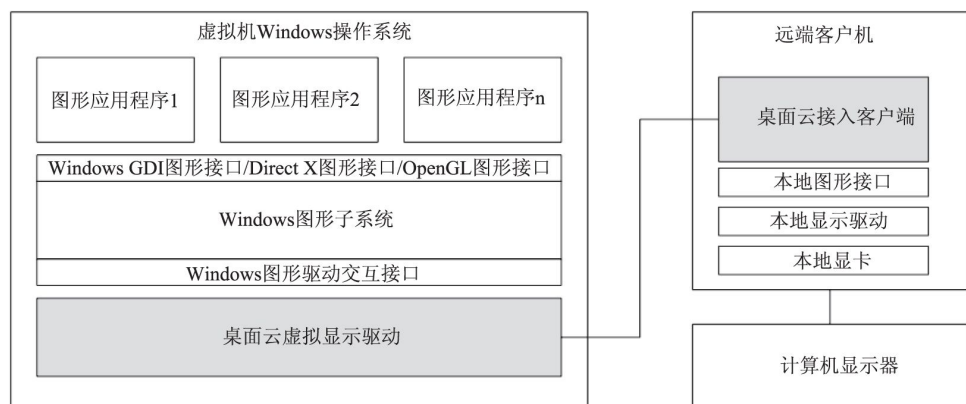 虚拟机Windows操作系统
图形应用程序1
图形应用程序2
图形应用程序n
Windows GDI图形接口/Direct X图形接口/OpenGL图形接口
Windows图形子系统
Windows图形驱动交互接口
桌面云虚拟显示驱动
远端客户机
桌面云接入客户端
本地图形接口
本地显示驱动
本地显卡
计算机显示器